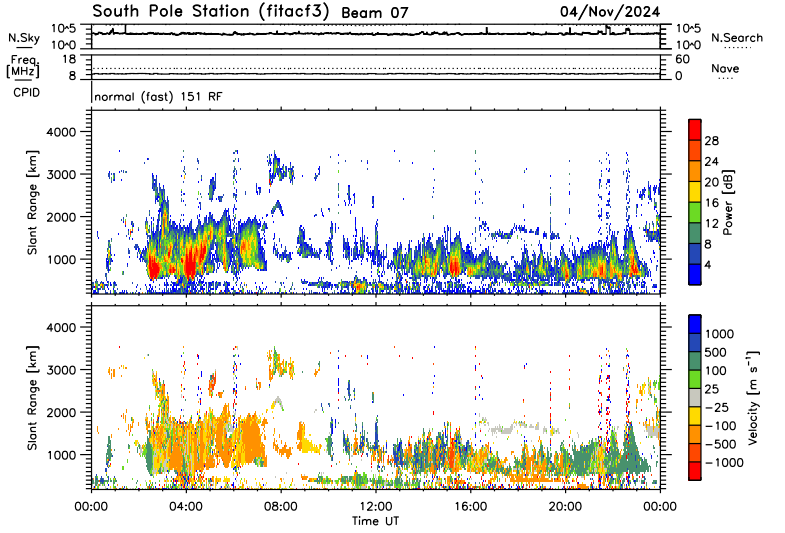 South Pole Station (fitacf3) Beam 07 04/Nov/2024
N.Sky 10^5 10^0 10^5 10^0 N.Search
Freq. [MHz] 18 8 60 0 Nave
CPID normal (fast) 151 RF
Slant Range [km]
4000
3000
2000
1000
28
24
20
16
12
8
4
Power [dB]
Slant Range [km]
4000
3000
2000
1000
1000
500
100
25
-25
-100
-500
-1000
Velocity [m s^-1]
00:00 04:00 08:00 12:00 16:00 20:00 00:00
Time UT